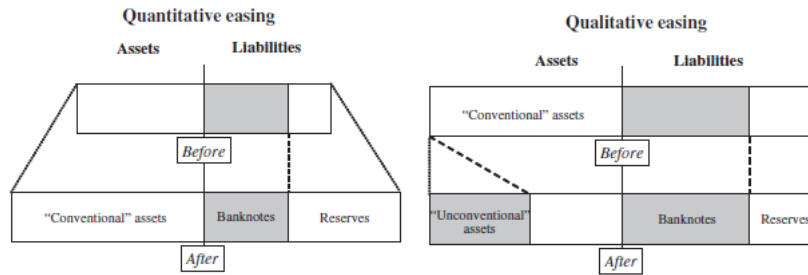 Quantitative easing
Assets
Liabilities
Before
“Conventional” assets
Banknotes
Reserves
After
Qualitative easing
Assets
Liabilities
“Conventional” assets
Before
“Unconventional”
assets
Banknotes
Reserves
After